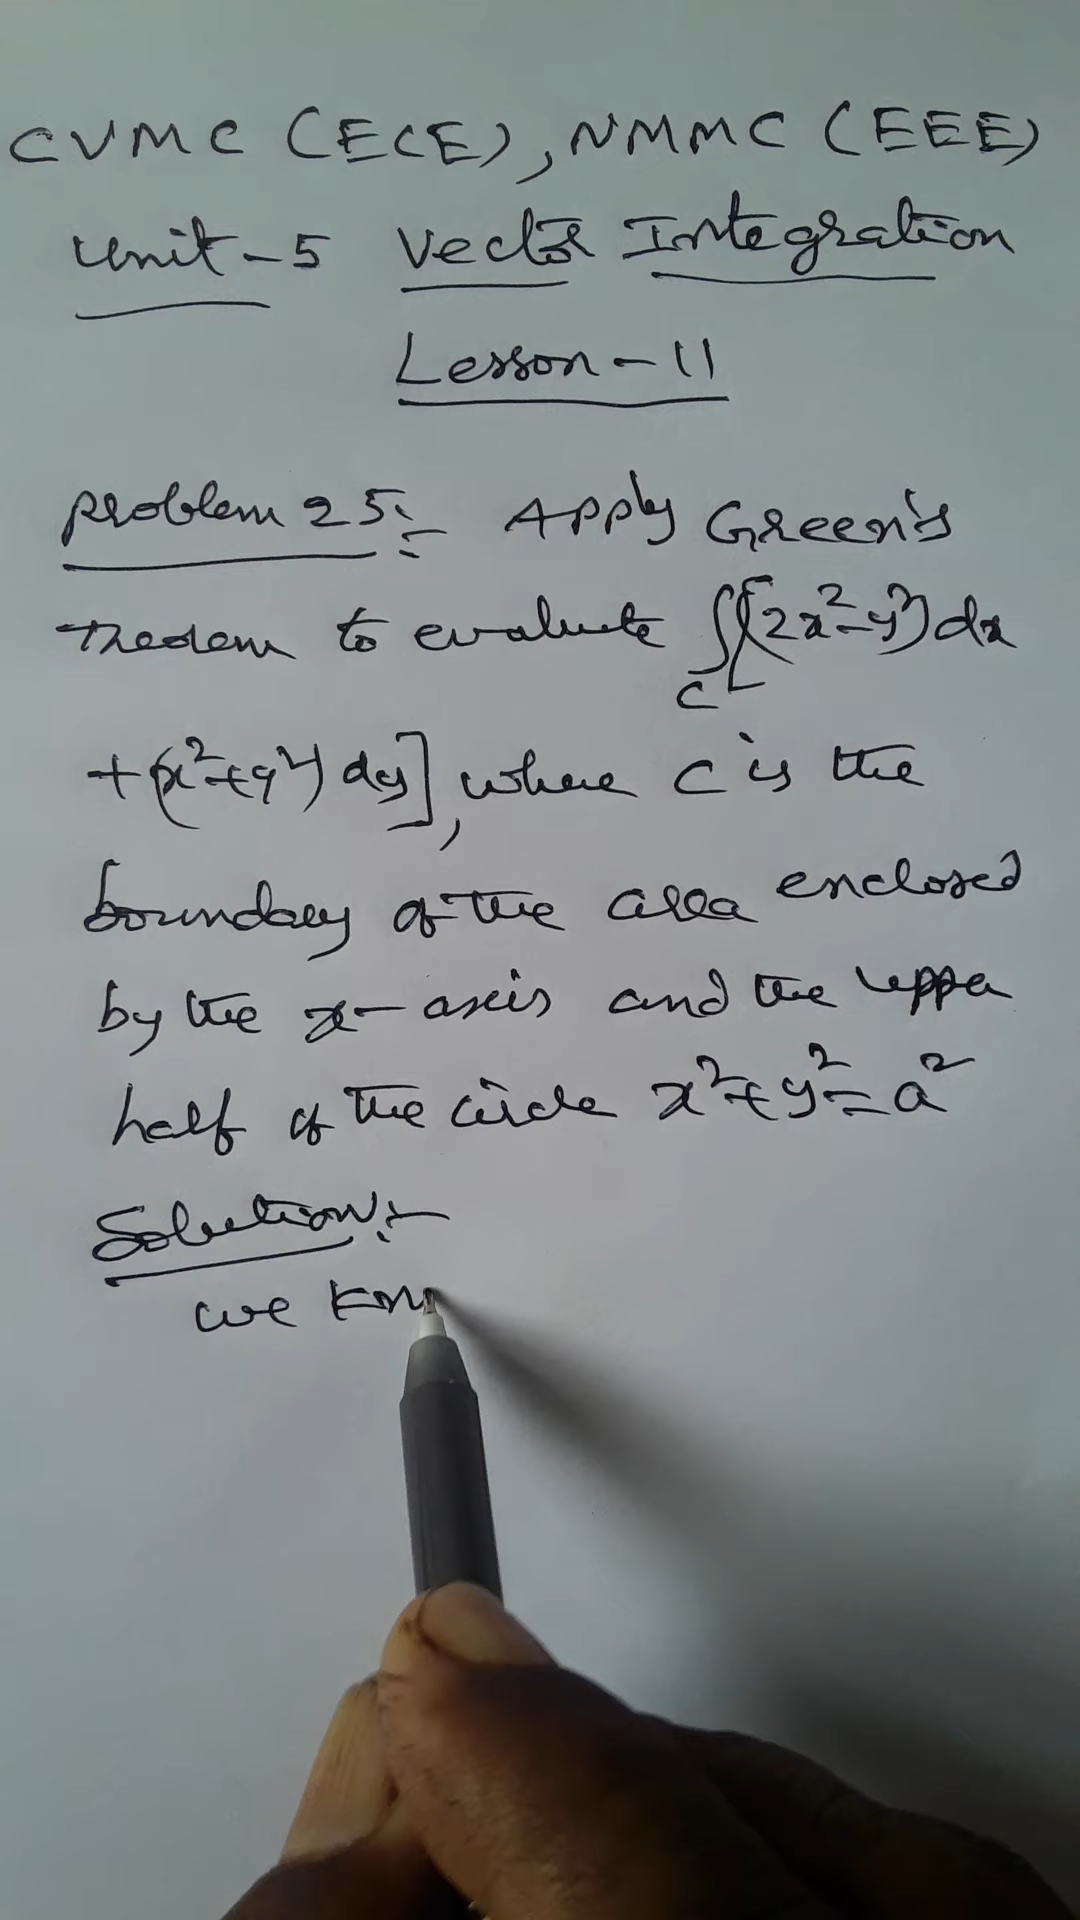 CVMC (ECE), NMMC (EEE)
Unit-5 Vector Integration
Lesson-11
Problem 25:- Apply Green's
Theorem to evaluate ∫[(2x²-y²)dx
C
+(x²+y²)dy], where C is the
boundary of the area enclosed
by the x-axis and the upper
half of the circle x²+y²=a²
Solution:-
we kno